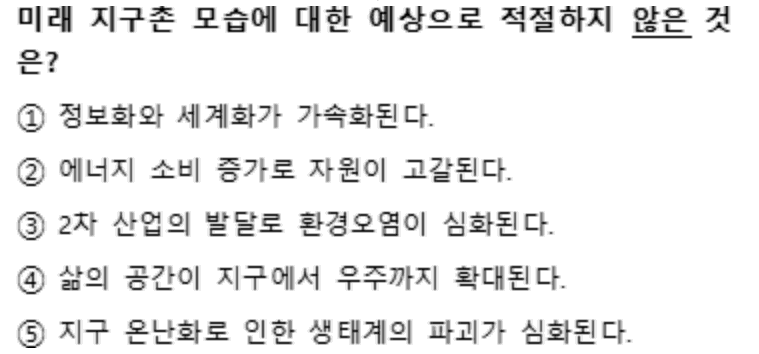 미래 지구촌 모습에 대한 예상으로 적절하지 않은 것
은?
① 정보화와 세계화가 가속화된다.
② 에너지 소비 증가로 자원이 고갈된다.
③ 2차 산업의 발달로 환경오염이 심화된다.
④ 삶의 공간이 지구에서 우주까지 확대된다.
⑤ 지구 온난화로 인한 생태계의 파괴가 심화된다.